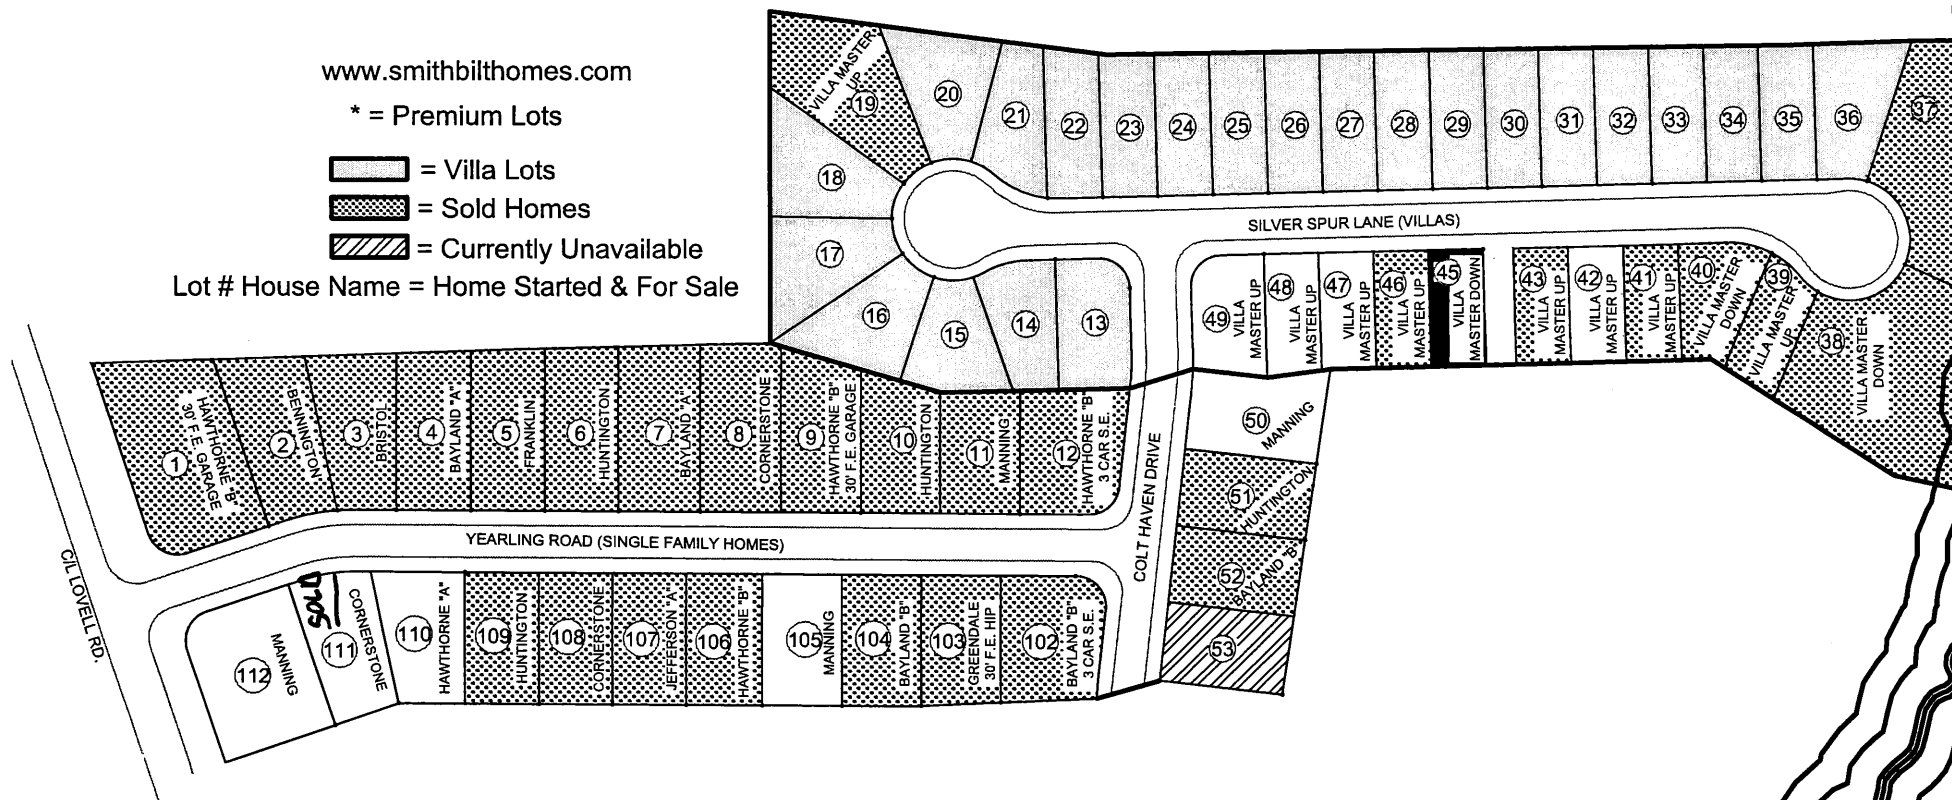 www.smithbilthomes.com
* = Premium Lots
= Villa Lots
= Sold Homes
= Currently Unavailable
Lot # House Name = Home Started & For Sale
VILLA MASTER
UP
19
20
21
22
23
24
25
26
27
28
29
30
31
32
33
34
35
36
37
18
17
16
15
14
13
SILVER SPUR LANE (VILLAS)
49
VILLA
MASTER UP
48
VILLA
MASTER UP
47
VILLA
MASTER UP
46
VILLA
MASTER UP
45
VILLA
MASTER DOWN
43
VILLA
MASTER UP
42
VILLA
MASTER UP
41
VILLA
MASTER UP
40
VILLA MASTER
DOWN
39
VILLA MASTER
UP
38
VILLA MASTER
DOWN
1
HAWTHORNE "B"
30' F.E. GARAGE
2
BENNINGTON
3
BRISTOL
4
BAYLAND "A"
5
FRANKLIN
6
HUNTINGTON
7
BAYLAND "A"
8
CORNERSTONE
9
HAWTHORNE "B"
30' F.E. GARAGE
10
HUNTINGTON
11
MANNING
12
HAWTHORNE "B"
3 CAR S.E.
50
MANNING
51
HUNTINGTON
52
BAYLAND "B"
53
COLT HAVEN DRIVE
YEARLING ROAD (SINGLE FAMILY HOMES)
C/L LOVELL RD.
112
MANNING
SOLD
111
CORNERSTONE
110
HAWTHORNE "A"
109
HUNTINGTON
108
CORNERSTONE
107
JEFFERSON "A"
106
HAWTHORNE "B"
105
MANNING
104
BAYLAND "B"
103
GREENDALE
30' F.E. HIP
102
BAYLAND "B"
3 CAR S.E.